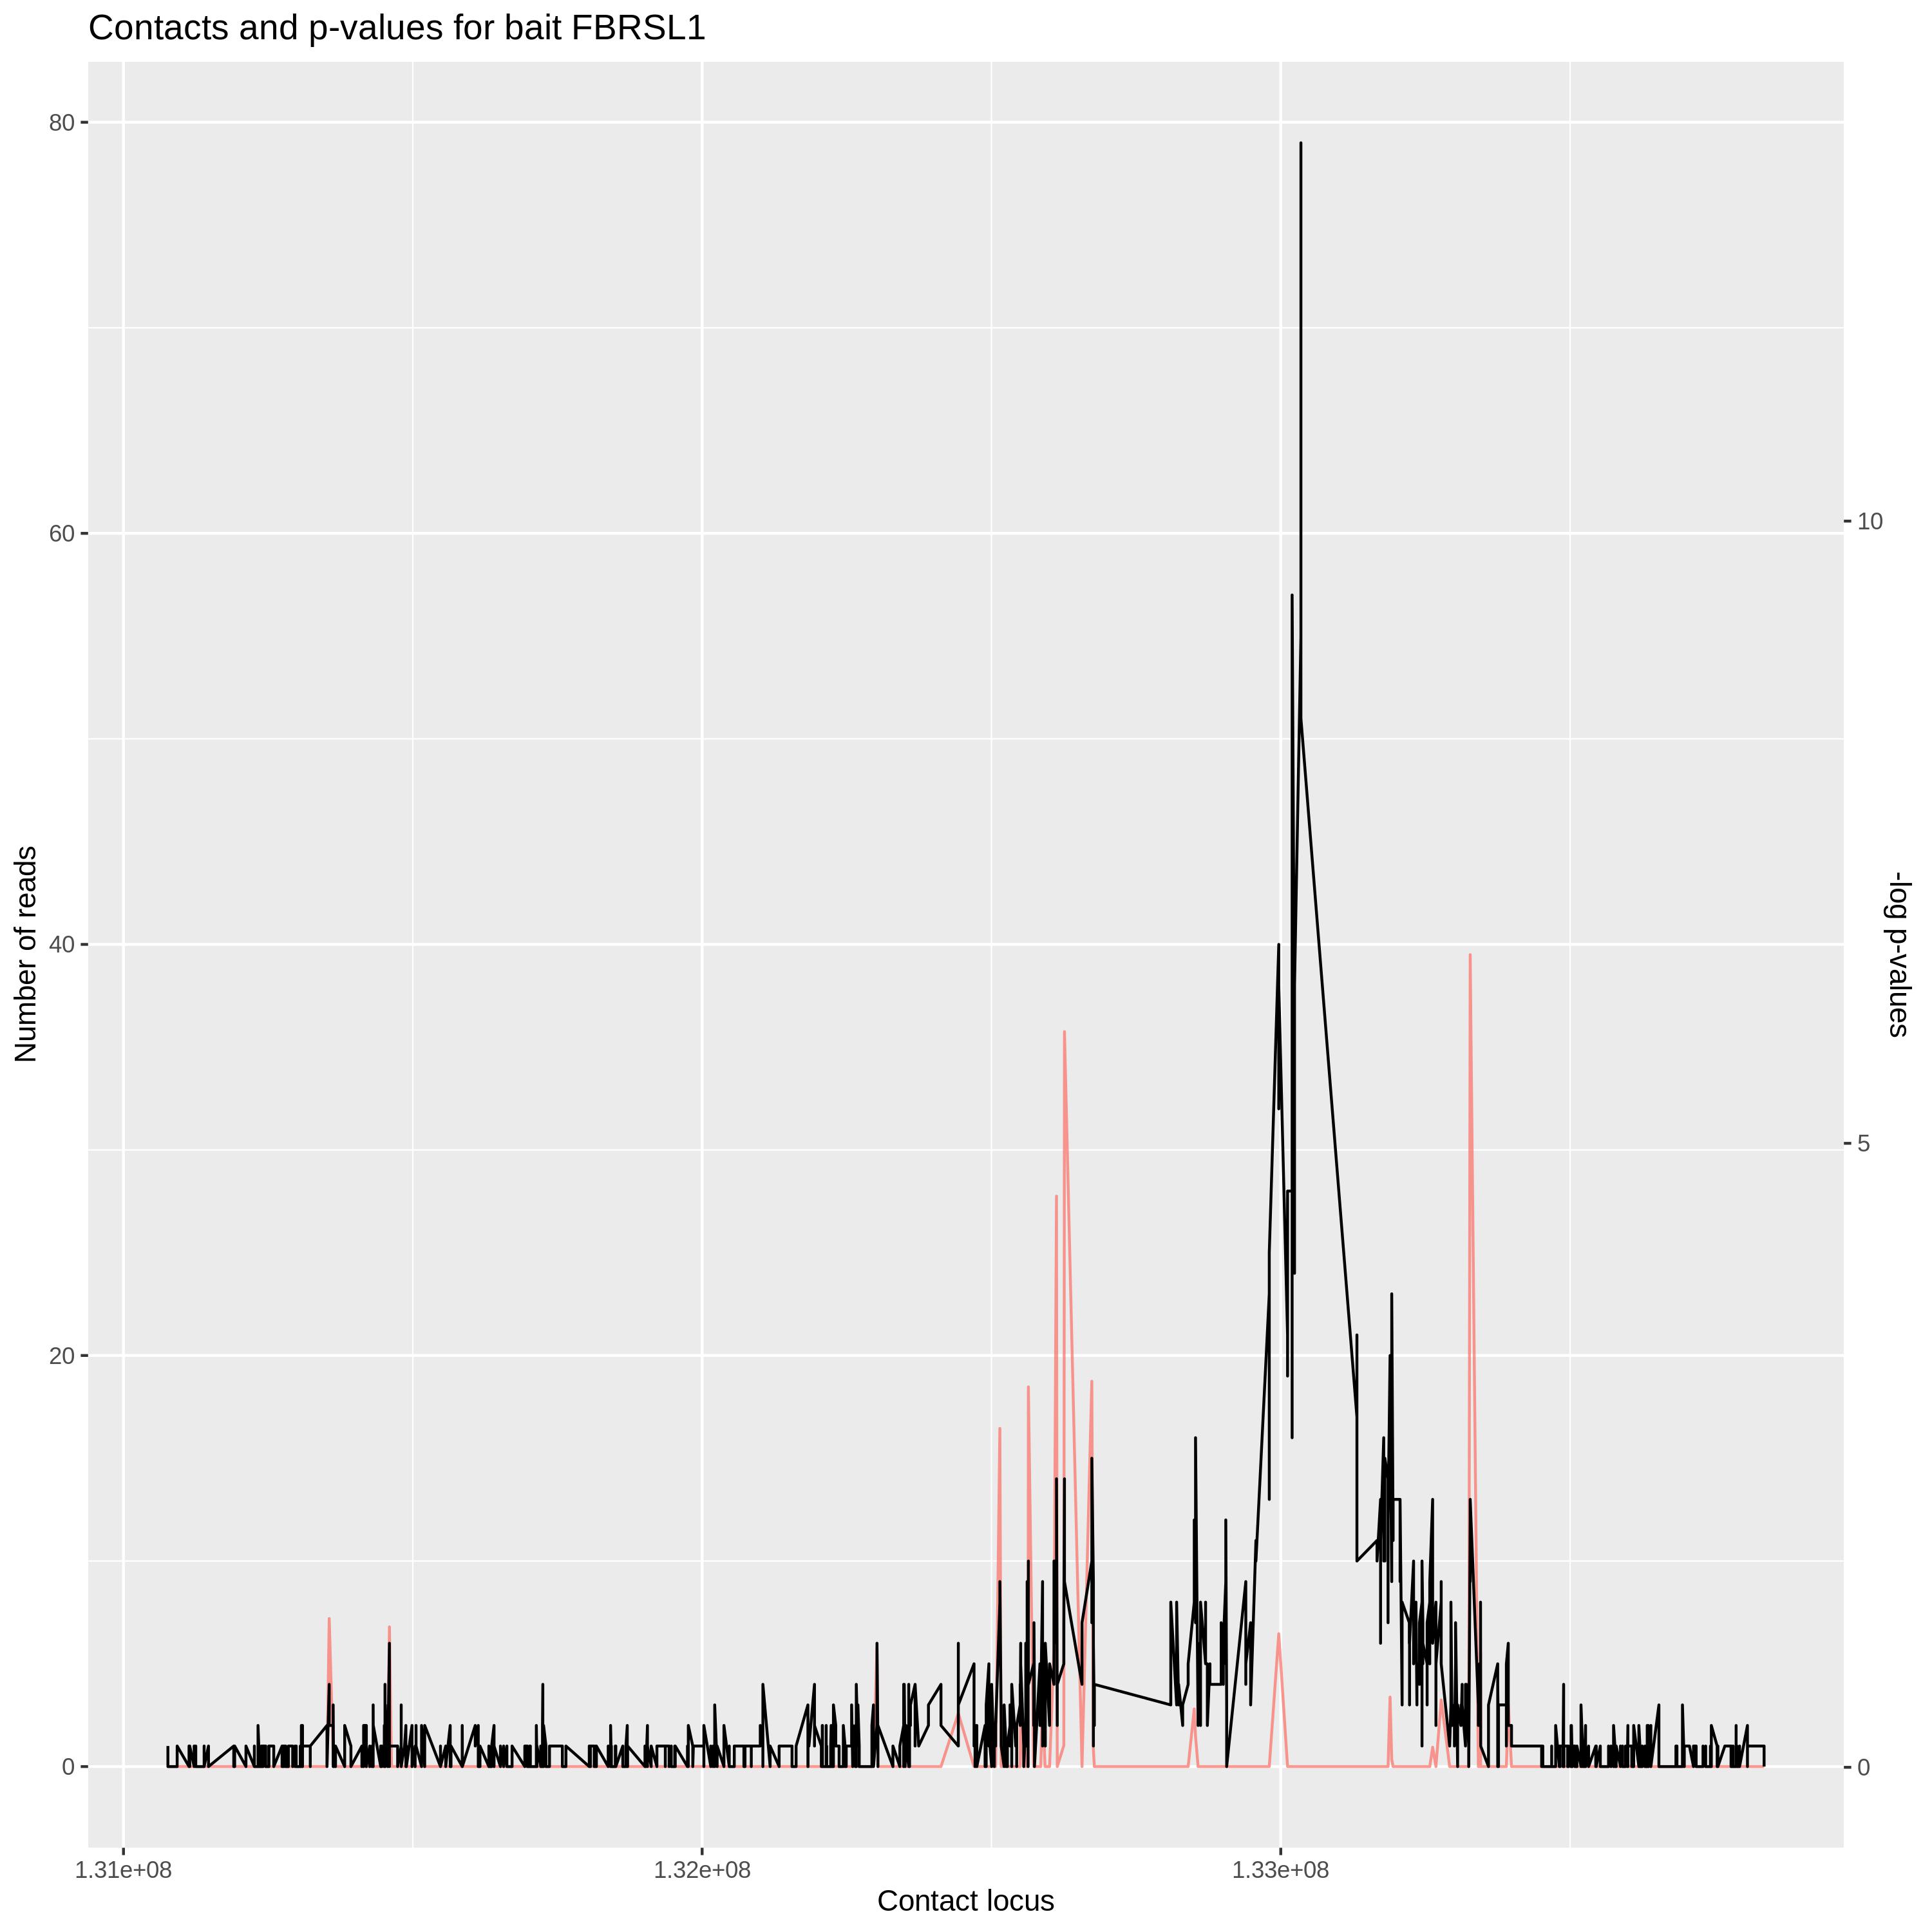 Contacts and p-values for bait FBRSL1
80
60
40
20
0
Number of reads
10
5
0
-log p-values
1.31e+08
1.32e+08
1.33e+08
Contact locus